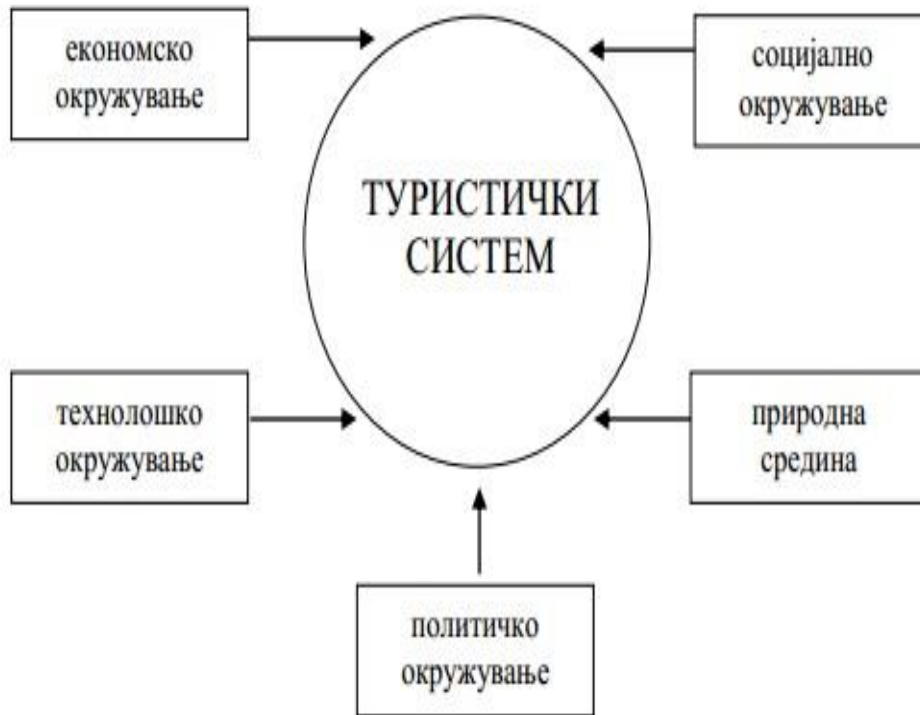 економско
окружување
социјално
окружување
ТУРИСТИЧКИ
СИСТЕМ
технолошко
окружување
природна
средина
политичко
окружување